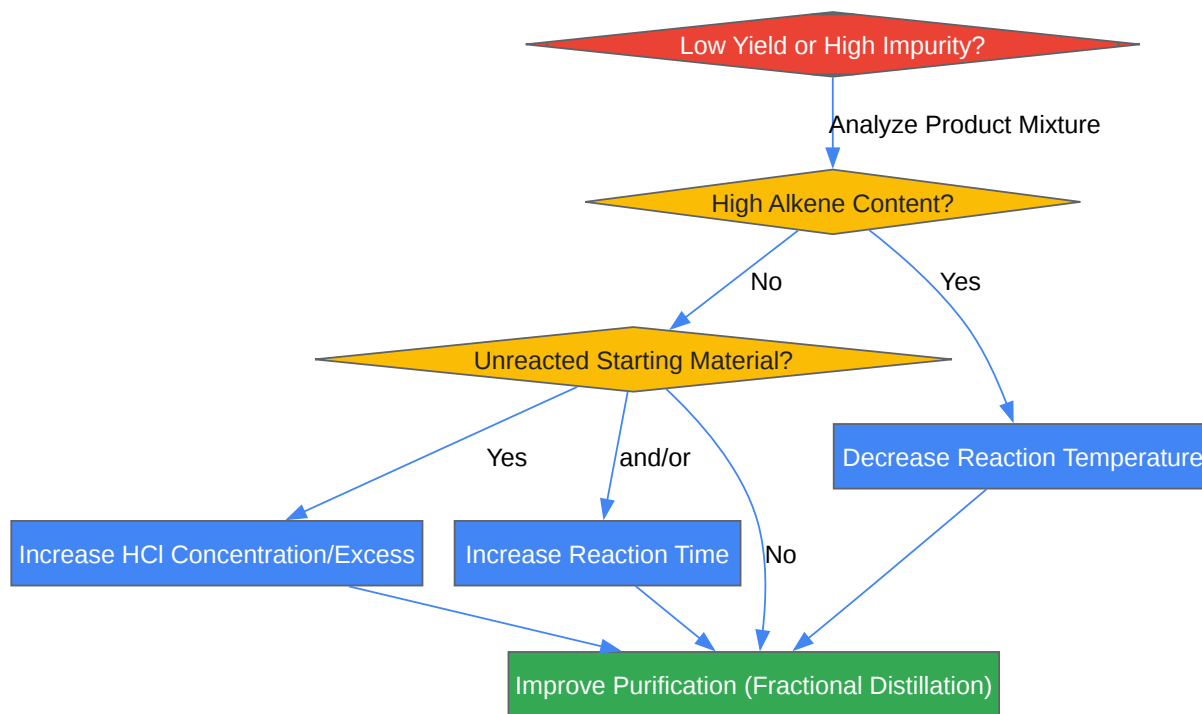 Low Yield or High Impurity?
Analyze Product Mixture
High Alkene Content?
No
Yes
Unreacted Starting Material?
Yes
and/or
Decrease Reaction Temperature
Increase HCl Concentration/Excess
Increase Reaction Time
No
Improve Purification (Fractional Distillation)